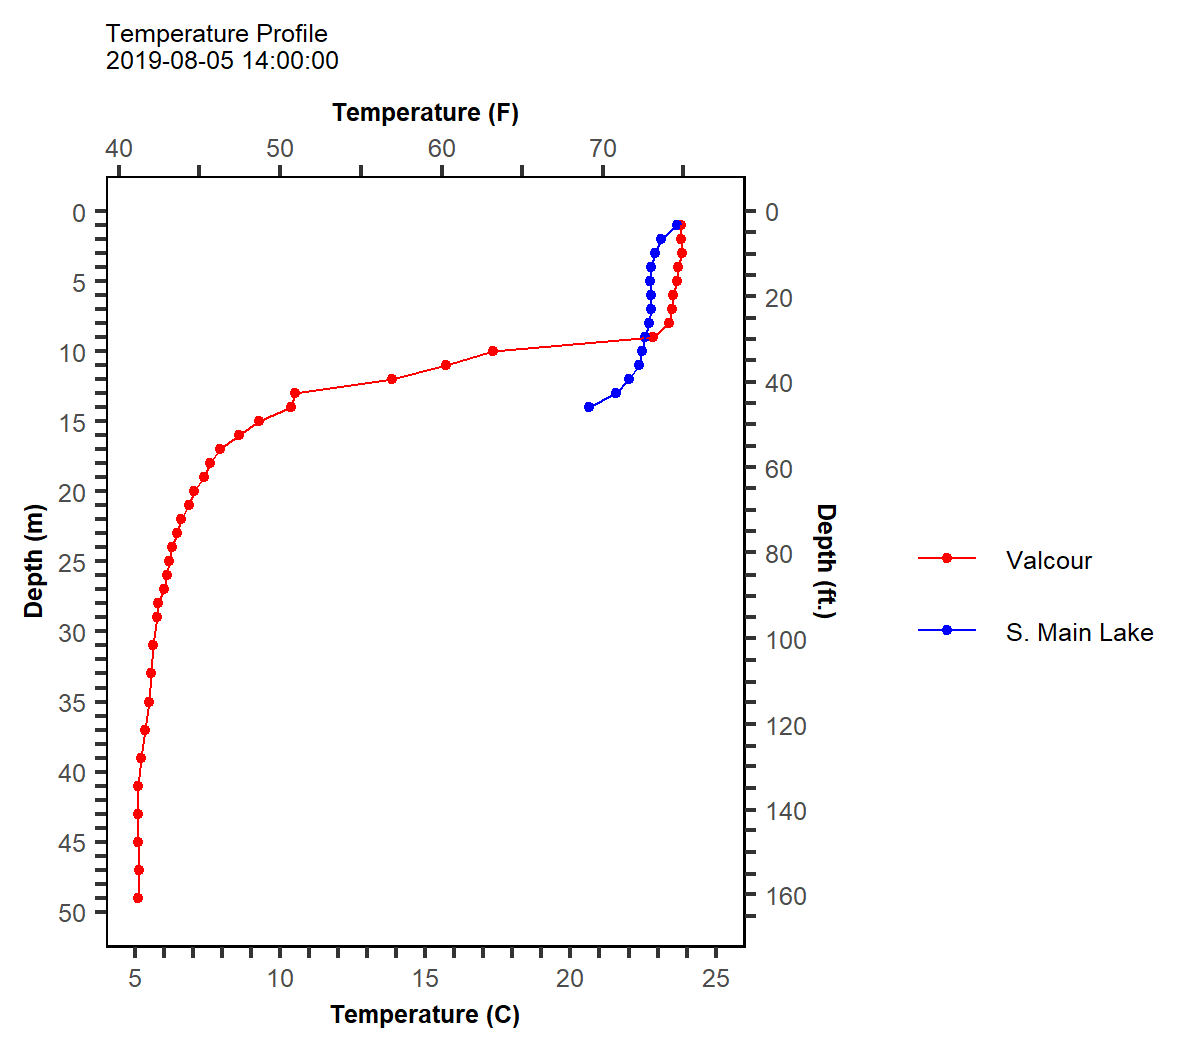 Temperature Profile
2019-08-05 14:00:00
Temperature (F)
40 50 60 70
0
5
10
15
20
25
30
35
40
45
50
Depth (m)
0
20
40
60
80
100
120
140
160
Depth (ft.)
Valcour
S. Main Lake
5 10 15 20 25
Temperature (C)